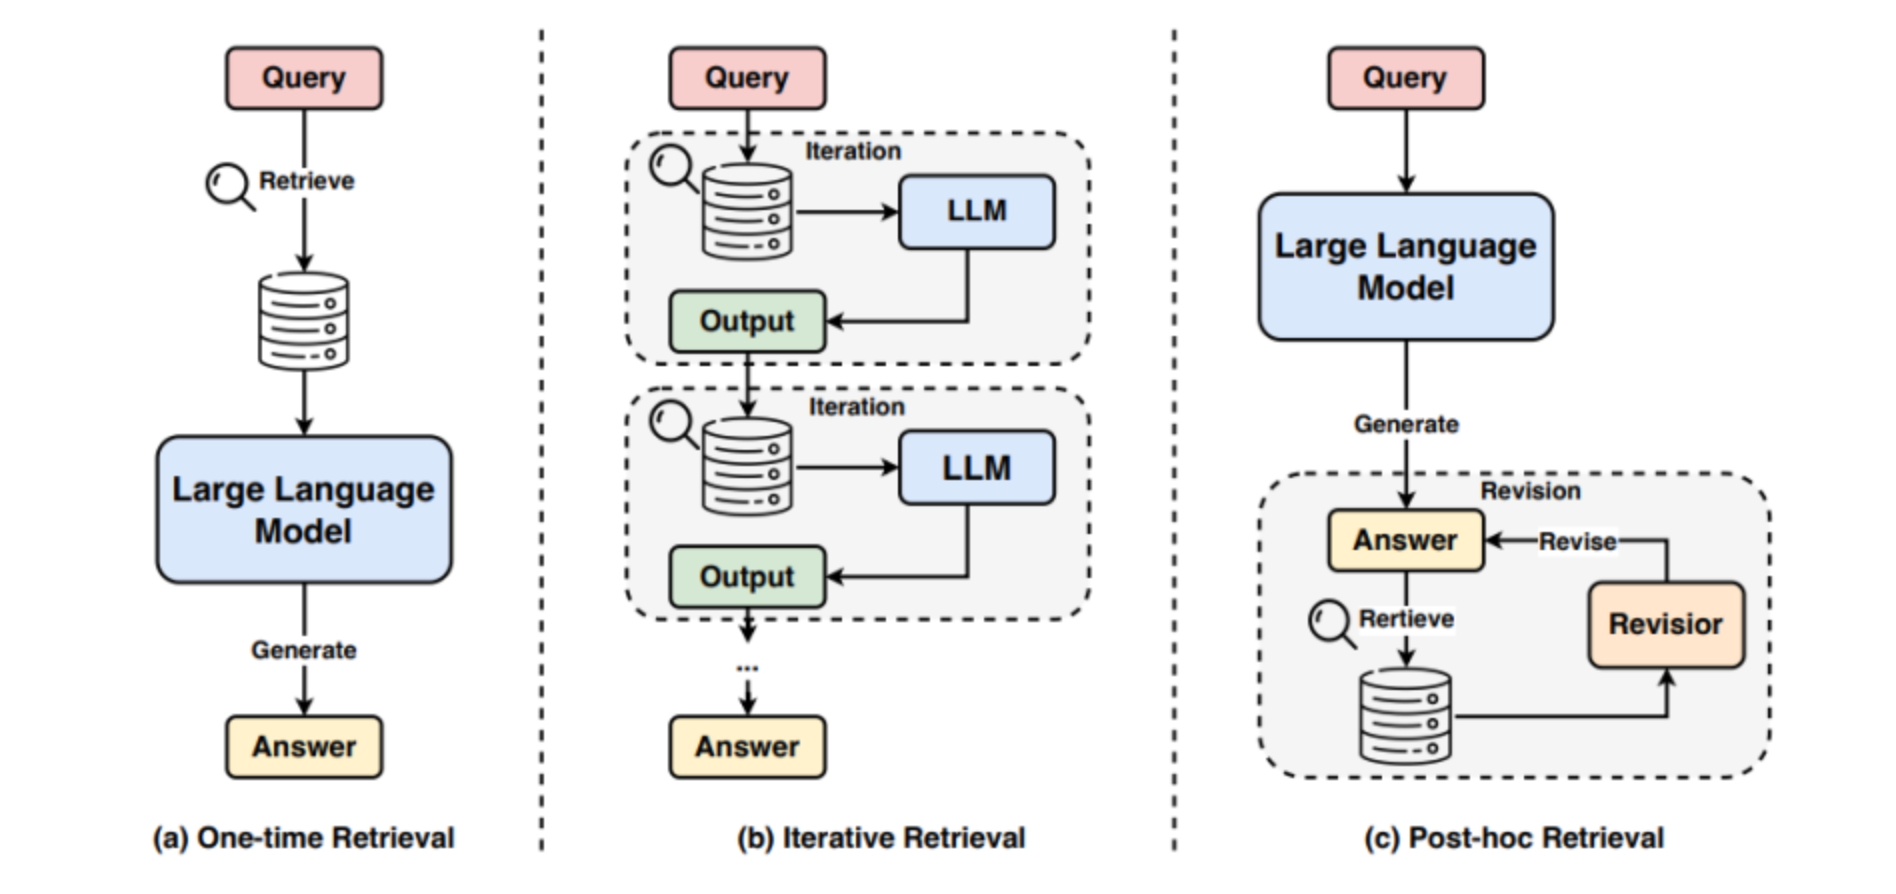 Query
Retrieve
Large Language
Model
Generate
Answer
(a) One-time Retrieval
Query
Iteration
LLM
Output
Iteration
LLM
Output
...
Answer
(b) Iterative Retrieval
Query
Large Language
Model
Generate
Revision
Answer
Revise
Rertieve
Revisior
(c) Post-hoc Retrieval